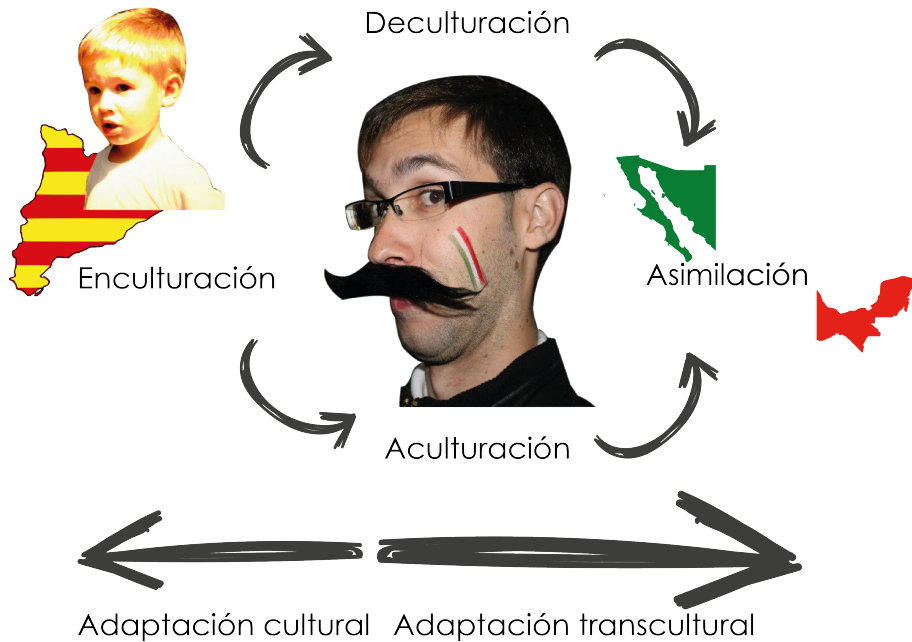 Deculturación
Enculturación
Asimilación
Aculturación
Adaptación cultural
Adaptación transcultural